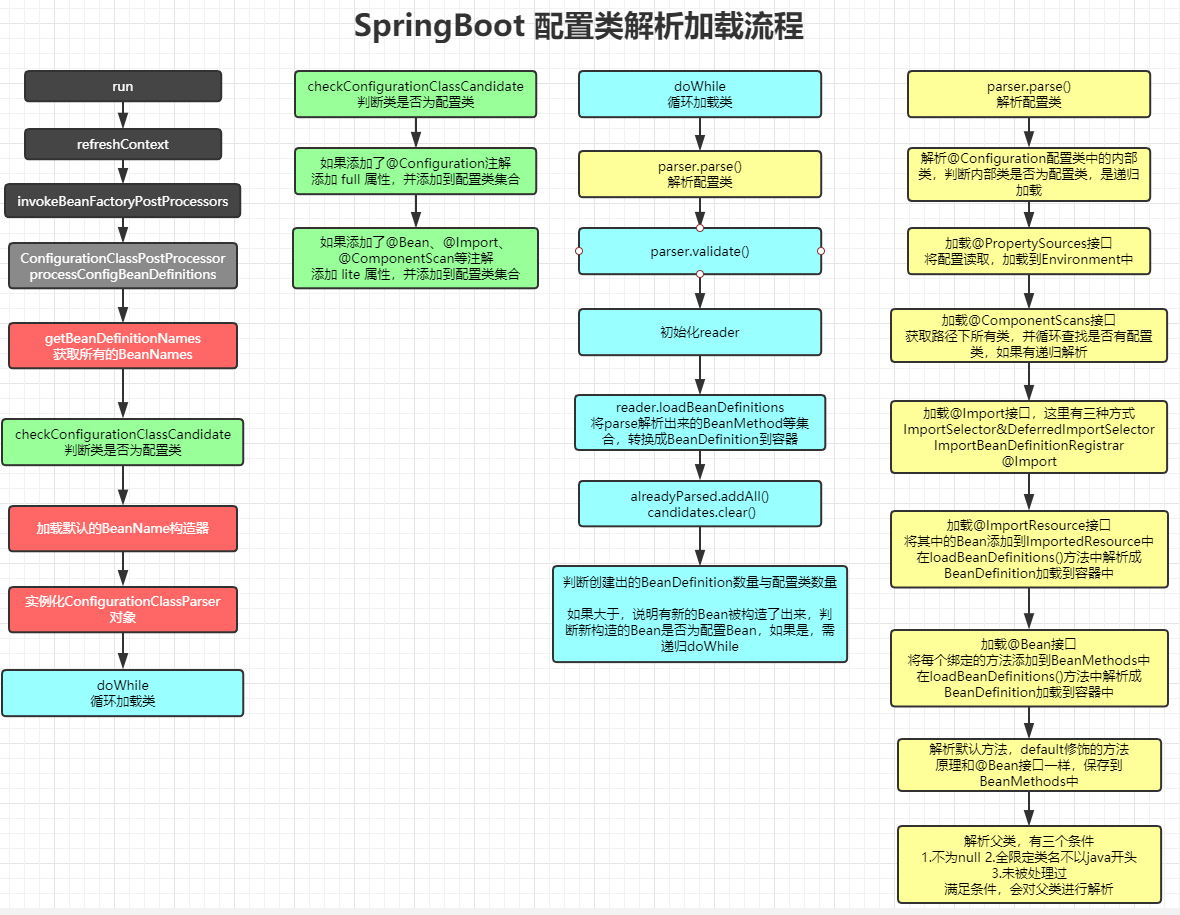 SpringBoot 配置类解析加载流程
run
refreshContext
invokeBeanFactoryPostProcessors
ConfigurationClassPostProcessor
processConfigBeanDefinitions
getBeanDefinitionNames
获取所有的BeanNames
checkConfigurationClassCandidate
判断类是否为配置类
加载默认的BeanName构造器
实例化ConfigurationClassParser
对象
doWhile
循环加载类
checkConfigurationClassCandidate
判断类是否为配置类
如果添加了@Configuration注解
添加 full 属性，并添加到配置类集合
如果添加了@Bean、@Import、
@ComponentScan等注解
添加 lite 属性，并添加到配置类集合
doWhile
循环加载类
parser.parse()
解析配置类
parser.validate()
初始化reader
reader.loadBeanDefinitions
将parse解析出来的BeanMethod等集
合，转换成BeanDefinition到容器
alreadyParsed.addAll()
candidates.clear()
判断创建出的BeanDefinition数量与配置类数量
如果大于，说明有新的Bean被构造了出来，判
断新构造的Bean是否为配置Bean，如果是，需
递归doWhile
parser.parse()
解析配置类
解析@Configuration配置类中的内部
类，判断内部类是否为配置类，是递归
加载
加载@PropertySources接口
将配置读取，加载到Environment中
加载@ComponentScans接口
获取路径下所有类，并循环查找是否有配置
类，如果有递归解析
加载@Import接口，这里有三种方式
ImportSelector&DeferredImportSelector
ImportBeanDefinitionRegistrar
@Import
加载@ImportResource接口
将其中的Bean添加到ImportedResource中
在loadBeanDefinitions()方法中解析成
BeanDefinition加载到容器中
加载@Bean接口
将每个绑定的方法添加到BeanMethods中
在loadBeanDefinitions()方法中解析成
BeanDefinition加载到容器中
解析默认方法，default修饰的方法
原理和@Bean接口一样，保存到
BeanMethods中
解析父类，有三个条件
1.不为null 2.全限定类名不以java开头
3.未被处理过
满足条件，会对父类进行解析